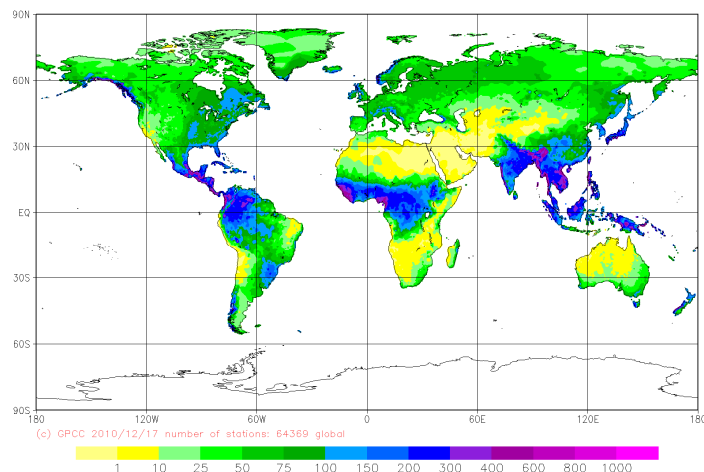 90N
60N
30N
EQ
30S
60S
90S
180 120W 60W 0 60E 120E 180
(c) GPCC 2010/12/17 number of stations: 64369 global
1 10 25 50 75 100 150 200 300 400 600 800 1000